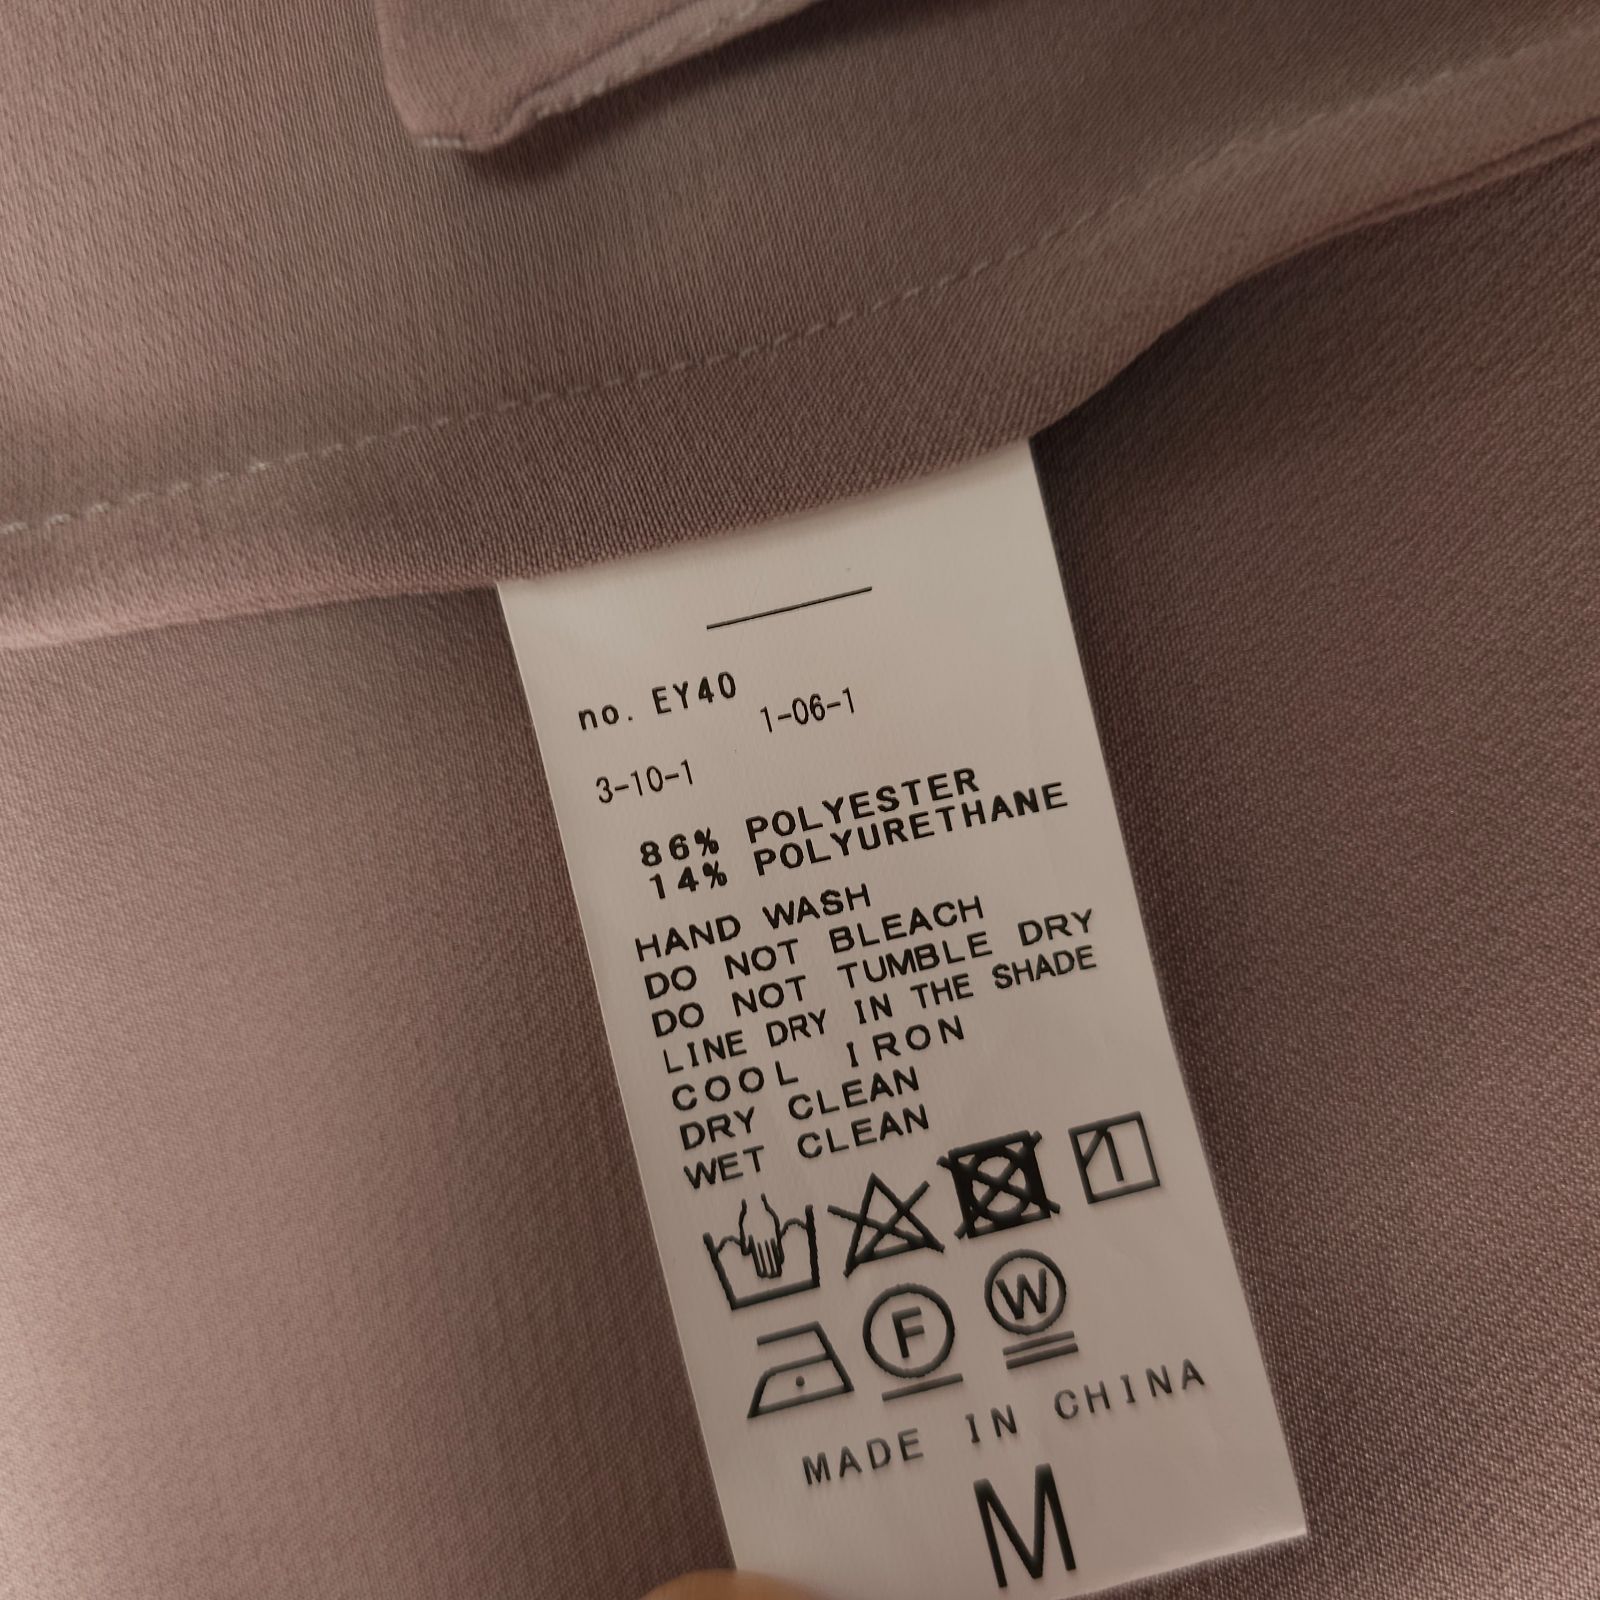 no. EY40
1-06-1
3-10-1
86% POLYESTER
14% POLYURETHANE
HAND WASH
DO NOT BLEACH
DO NOT TUMBLE DRY
LINE DRY IN THE SHADE
COOL IRON
DRY CLEAN
WET CLEAN
F W
MADE IN CHINA
M